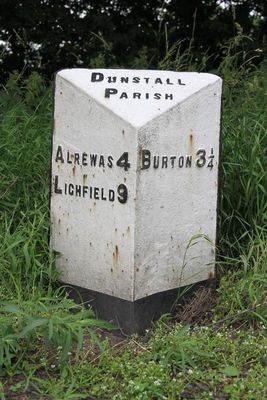 Dunstall
Parish
Alrewas 4
Lichfield 9
Burton 3¼